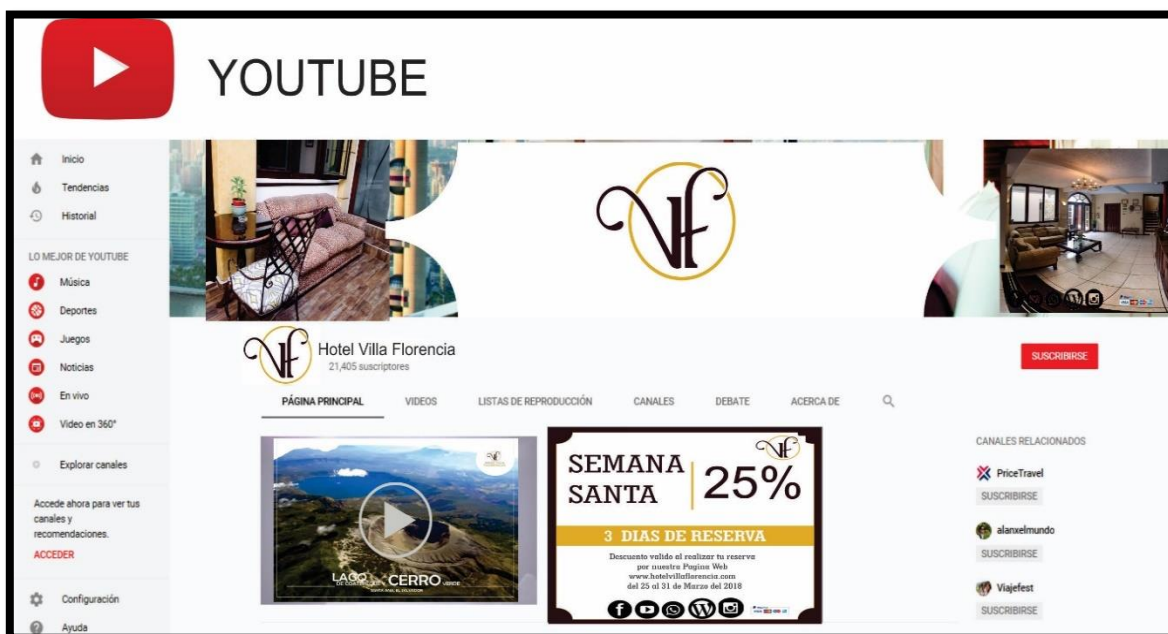 YOUTUBE
Inicio
Tendencias
Historial
LO MEJOR DE YOUTUBE
Música
Deportes
Juegos
Noticias
En vivo
Video en 360°
Explorar canales
Accede ahora para ver tus
canales y
recomendaciones.
ACCEDER
Configuración
Ayuda
VF
VF
Hotel Villa Florencia
21,405 suscriptores
SUSCRIBIRSE
PÁGINA PRINCIPAL
VIDEOS
LISTAS DE REPRODUCCIÓN
CANALES
DEBATE
ACERCA DE
LAGO
CERRO VERDE
SEMANA
SANTA
25%
VF
3 DIAS DE RESERVA
Descuento valido al realizar tu reserva
por nuestra Pagina Web
www.hotelvillaflorencia.com
del 25 al 31 de Marzo del 2018
CANALES RELACIONADOS
PriceTravel
SUSCRIBIRSE
alanxelmundo
SUSCRIBIRSE
Viajefest
SUSCRIBIRSE